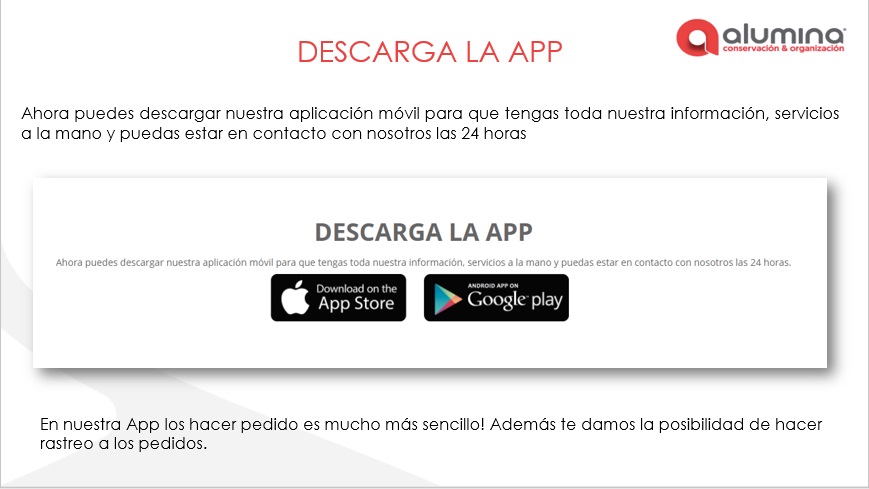 DESCARGA LA APP
alumina
conservación & organización
Ahora puedes descargar nuestra aplicación móvil para que tengas toda nuestra información, servicios
a la mano y puedas estar en contacto con nosotros las 24 horas
DESCARGA LA APP
Ahora puedes descargar nuestra aplicación móvil para que tengas toda nuestra información, servicios a la mano y puedas estar en contacto con nosotros las 24 horas.
Download on the
App Store
ANDROID APP ON
Google play
En nuestra App los hacer pedido es mucho más sencillo! Además te damos la posibilidad de hacer
rastreo a los pedidos.